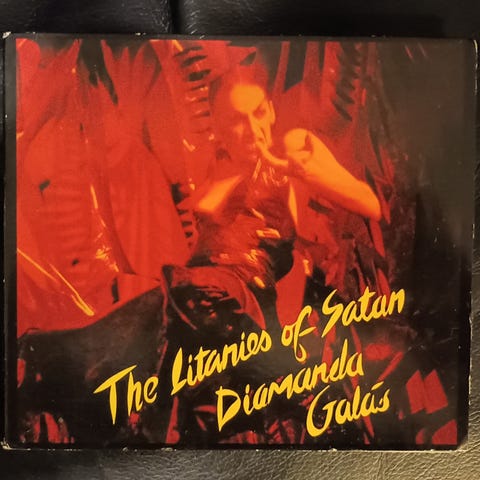 The Litanies of Satan
Diamanda
Galás